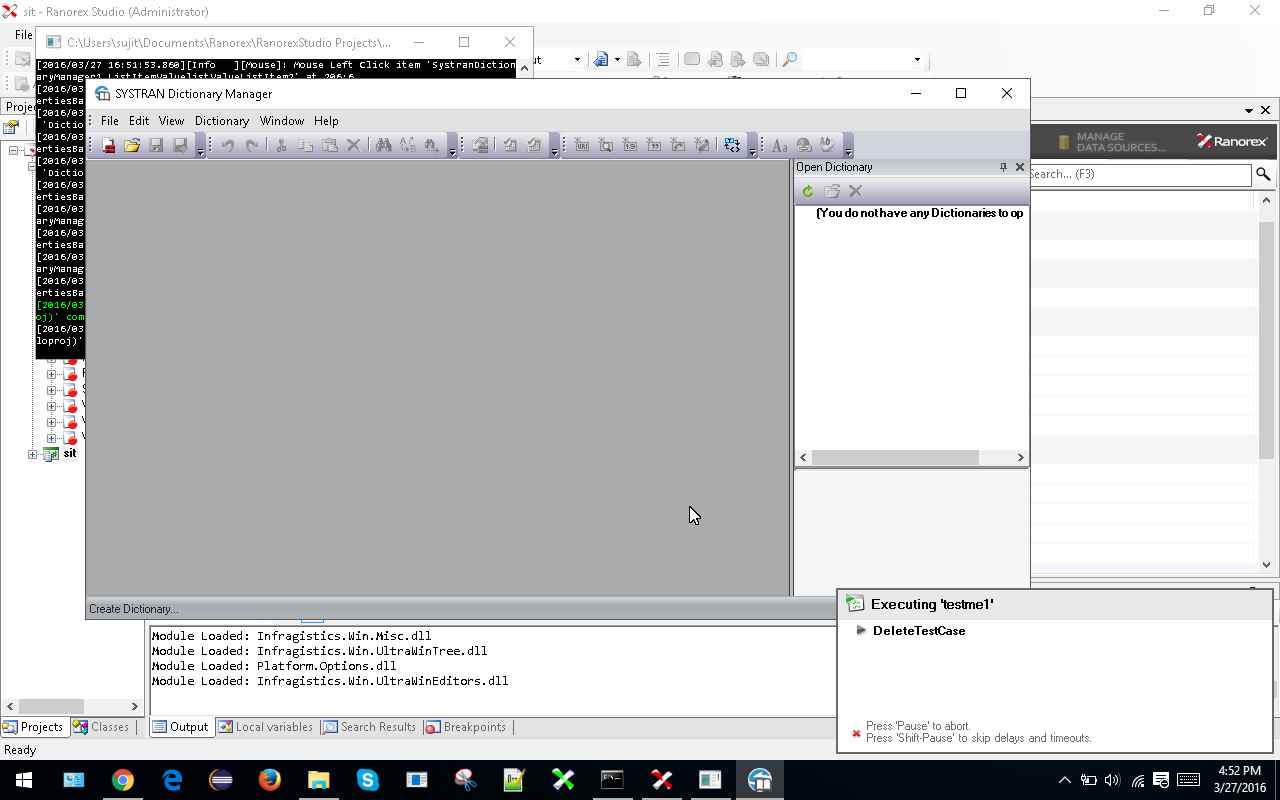 sit - Ranorex Studio (Administrator)
File
C:\Users\sujit\Documents\Ranorex\RanorexStudio Projects\...
[2016/03/27 16:51:53.860][Info   ][Mouse]: Mouse Left Click item 'SystranDiction
aryManager1.ListItemValuelistValueListItem2' at 206;6.
SYSTRAN Dictionary Manager
File Edit View Dictionary Window Help
[2016/03
ertiesBa
[2016/03
'Dictio
[2016/03
ertiesBa
[2016/03
'Dictio
[2016/03
ertiesBa
[2016/03
aryManag
[2016/03
ertiesBa
[2016/03
aryManag
[2016/03
ertiesBa
[2016/03
oj)' com
[2016/03
loproj)'
Proje
sit
Open Dictionary
(You do not have any Dictionaries to op
MANAGE
DATA SOURCES...
Ranorex
Search... (F3)
Create Dictionary...
Executing 'testme1'
DeleteTestCase
Press 'Pause' to abort.
Press 'Shift-Pause' to skip delays and timeouts.
Module Loaded: Infragistics.Win.Misc.dll
Module Loaded: Infragistics.Win.UltraWinTree.dll
Module Loaded: Platform.Options.dll
Module Loaded: Infragistics.Win.UltraWinEditors.dll
Projects Classes Output Local variables Search Results Breakpoints
Ready
4:52 PM
3/27/2016